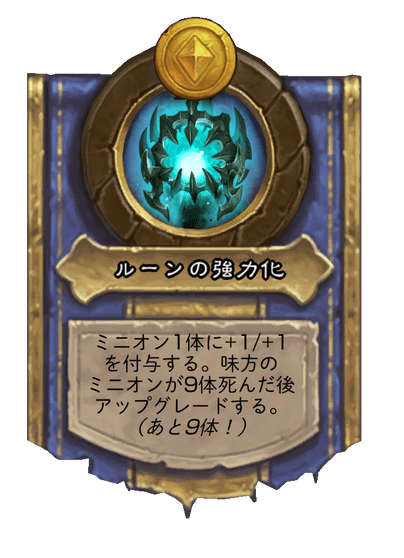 ルーンの強力化
ミニオン1体に+1/+1
を付与する。味方の
ミニオンが9体死んだ後
アップグレードする。
(あと9体！)